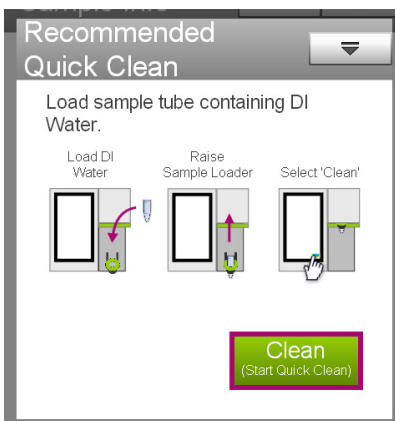 Recommended
Quick Clean
Load sample tube containing DI
Water.
Load DI
Water
Raise
Sample Loader
Select 'Clean'
Clean
(Start Quick Clean)